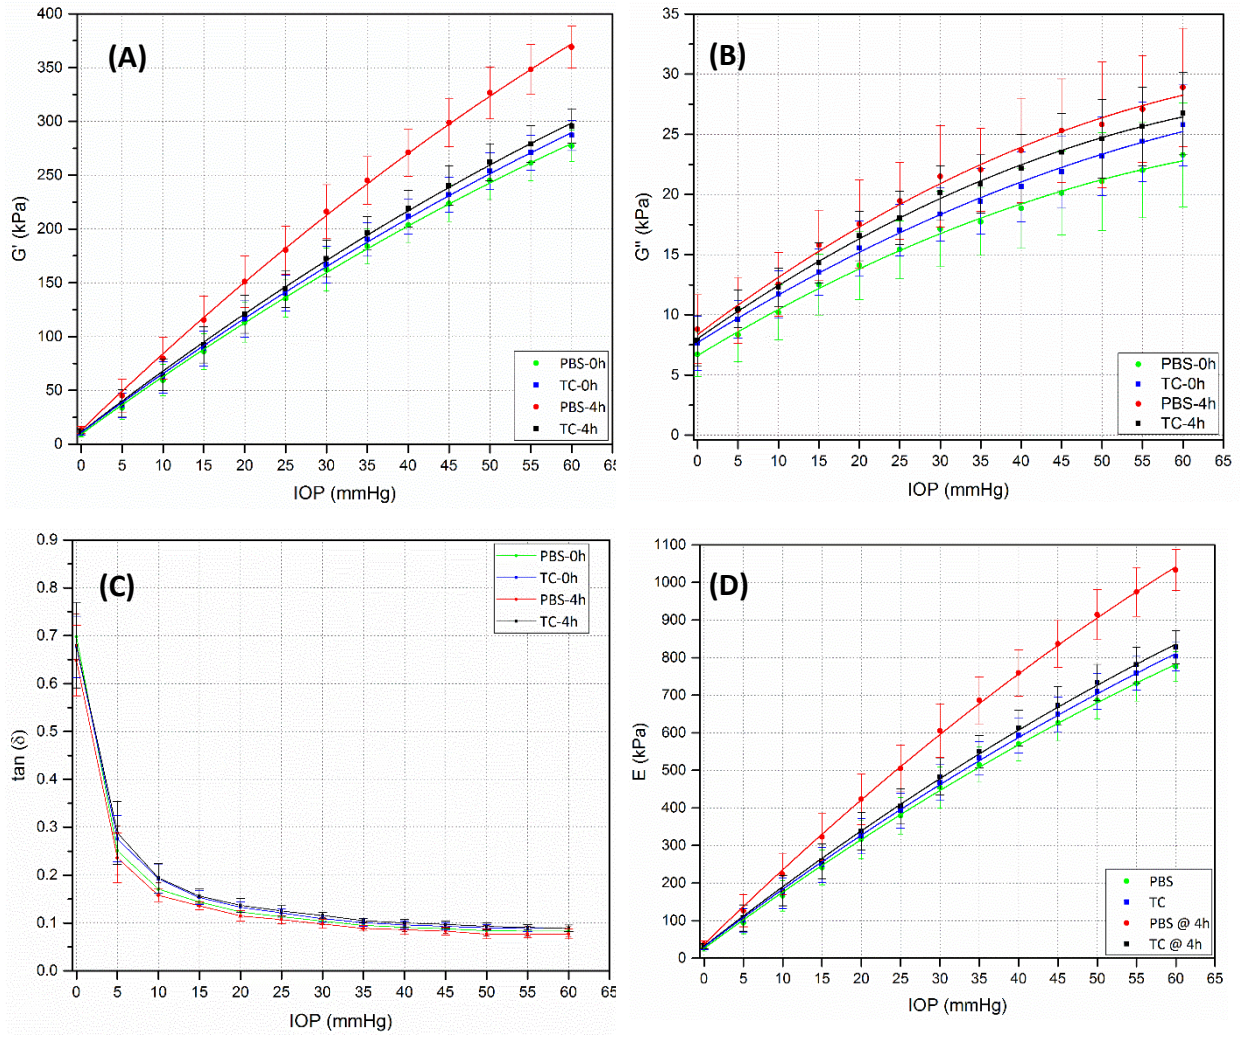 (A)
G' (kPa)
400
350
300
250
200
150
100
50
0
0 5 10 15 20 25 30 35 40 45 50 55 60 65
IOP (mmHg)
PBS-0h
TC-0h
PBS-4h
TC-4h
(B)
G'' (kPa)
35
30
25
20
15
10
5
0
0 5 10 15 20 25 30 35 40 45 50 55 60 65
IOP (mmHg)
PBS-0h
TC-0h
PBS-4h
TC-4h
(C)
tan (δ)
0.9
0.8
0.7
0.6
0.5
0.4
0.3
0.2
0.1
0.0
0 5 10 15 20 25 30 35 40 45 50 55 60 65
IOP (mmHg)
PBS-0h
TC-0h
PBS-4h
TC-4h
(D)
E (kPa)
1100
1000
900
800
700
600
500
400
300
200
100
0
0 5 10 15 20 25 30 35 40 45 50 55 60 65
IOP (mmHg)
PBS
TC
PBS @ 4h
TC @ 4h